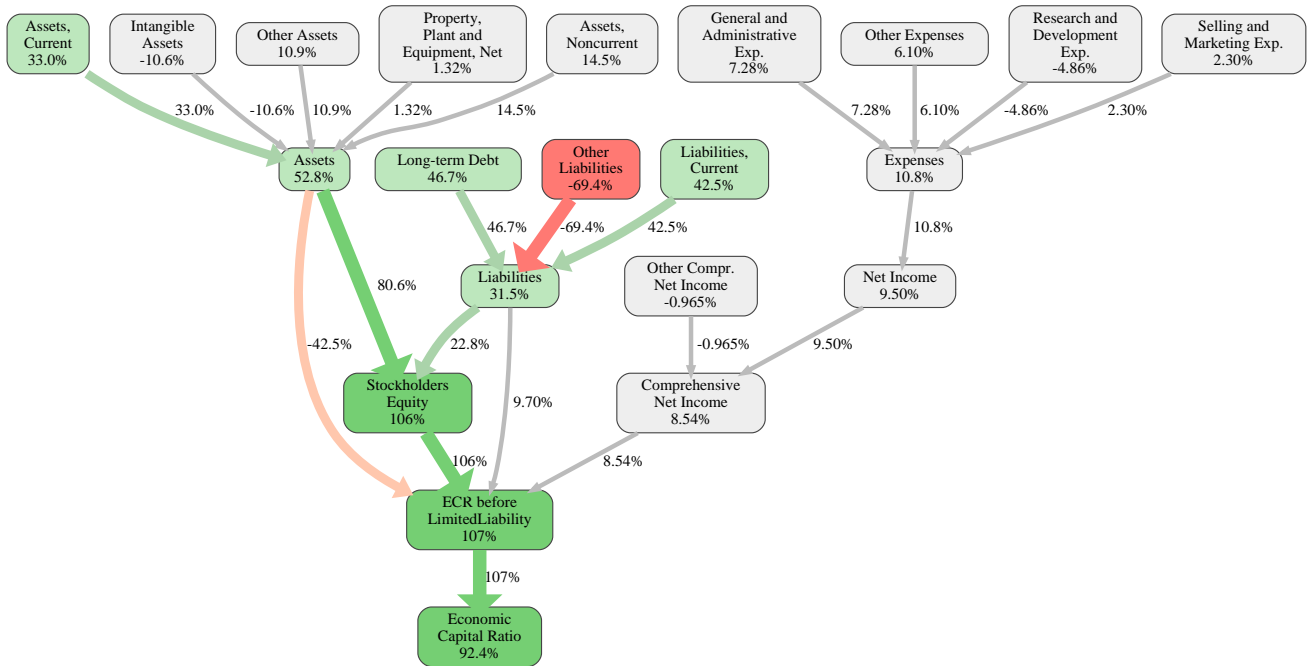 Assets,
Current
33.0%
Intangible
Assets
-10.6%
Other Assets
10.9%
Property,
Plant and
Equipment, Net
1.32%
Assets,
Noncurrent
14.5%
General and
Administrative
Exp.
7.28%
Other Expenses
6.10%
Research and
Development
Exp.
-4.86%
Selling and
Marketing Exp.
2.30%
33.0%
-10.6%
10.9%
1.32%
14.5%
7.28%
6.10%
-4.86%
2.30%
Assets
52.8%
Long-term Debt
46.7%
Other
Liabilities
-69.4%
Liabilities,
Current
42.5%
Expenses
10.8%
46.7%
-69.4%
42.5%
10.8%
80.6%
Liabilities
31.5%
Other Compr.
Net Income
-0.965%
Net Income
9.50%
-42.5%
22.8%
-0.965%
9.50%
Stockholders
Equity
106%
9.70%
Comprehensive
Net Income
8.54%
106%
8.54%
ECR before
LimitedLiability
107%
107%
Economic
Capital Ratio
92.4%